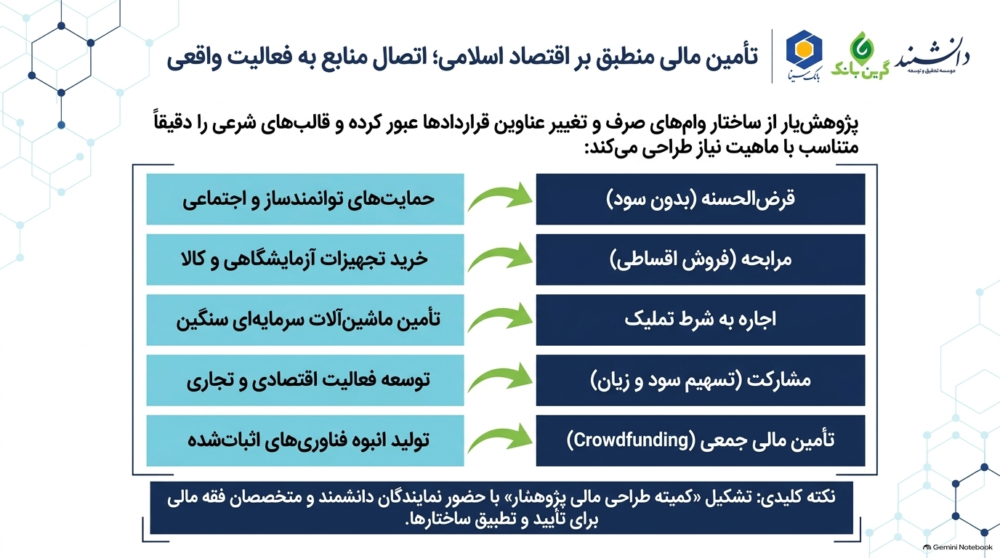 تأمین مالی منطبق بر اقتصاد اسلامی؛ اتصال منابع به فعالیت واقعی
بانک سینا
گرین بانک
دانشمند
موسسه تحقیق و توسعه
پژوهش‌یار از ساختار وام‌های صرف و تغییر عناوین قراردادها عبور کرده و قالب‌های شرعی را دقیقاً
متناسب با ماهیت نیاز طراحی می‌کند:
قرض‌الحسنه (بدون سود)
حمایت‌های توانمندساز و اجتماعی
مرابحه (فروش اقساطی)
خرید تجهیزات آزمایشگاهی و کالا
اجاره به شرط تملیک
تأمین ماشین‌آلات سرمایه‌ای سنگین
مشارکت (تسهیم سود و زیان)
توسعه فعالیت اقتصادی و تجاری
تأمین مالی جمعی (Crowdfunding)
تولید انبوه فناوری‌های اثبات‌شده
نکته کلیدی: تشکیل «کمیته طراحی مالی پژوهشار» با حضور نمایندگان دانشمند و متخصصان فقه مالی
برای تأیید و تطبیق ساختارها.
Gemini Notebook